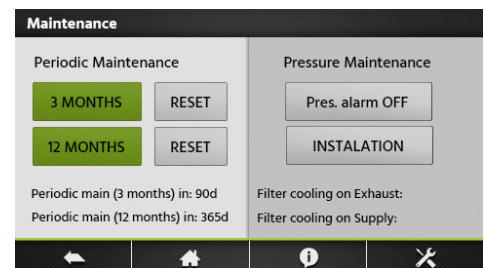 Maintenance
Periodic Maintenance
3 MONTHS RESET
12 MONTHS RESET
Periodic main (3 months) in: 90d
Periodic main (12 months) in: 365d
Pressure Maintenance
Pres. alarm OFF
INSTALATION
Filter cooling on Exhaust:
Filter cooling on Supply: